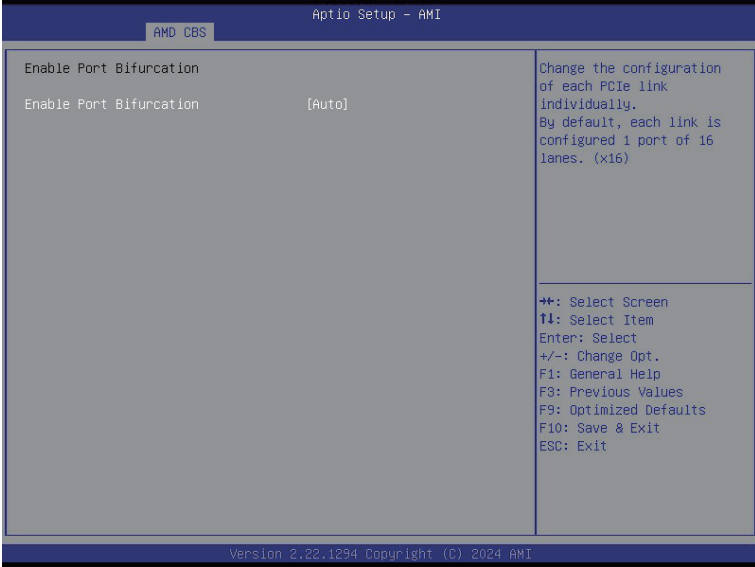 Aptio Setup – AMI
AMD CBS
Enable Port Bifurcation
Enable Port Bifurcation [Auto]
Change the configuration
of each PCIe link
individually.
By default, each link is
configured 1 port of 16
lanes. (x16)
→←: Select Screen
↑↓: Select Item
Enter: Select
+/-: Change Opt.
F1: General Help
F3: Previous Values
F9: Optimized Defaults
F10: Save & Exit
ESC: Exit
Version 2.22.1294 Copyright (C) 2024 AMI